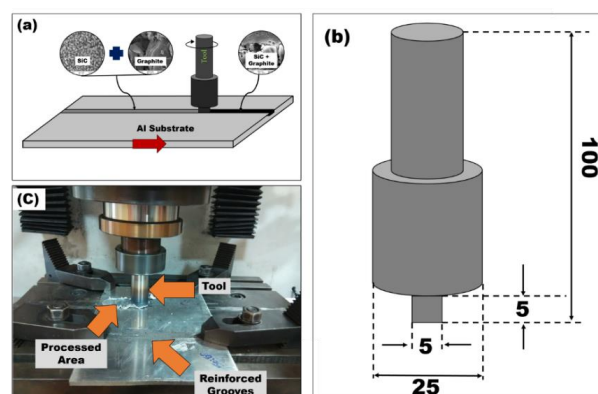 (a)
SiC
Graphite
Tool
SiC +
Graphite
Al Substrate
(b)
100
5
5
25
(C)
Tool
Processed
Area
Reinforced
Grooves